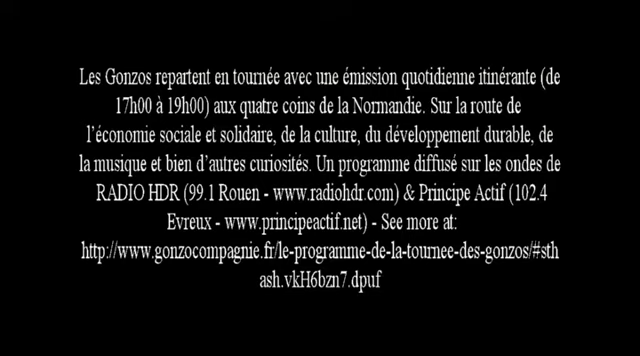 Les Gonzos repartent en tournée avec une émission quotidienne itinérante (de
17h00 à 19h00) aux quatre coins de la Normandie. Sur la route de
l’économie sociale et solidaire, de la culture, du développement durable, de
la musique et bien d’autres curiosités. Un programme diffusé sur les ondes de
RADIO HDR (99.1 Rouen - www.radiohdr.com) & Principe Actif (102.4
Evreux - www.principeactif.net) - See more at:
http://www.gonzocompagnie.fr/le-programme-de-la-tournee-des-gonzos/#sth
ash.vkH6bzn7.dpuf